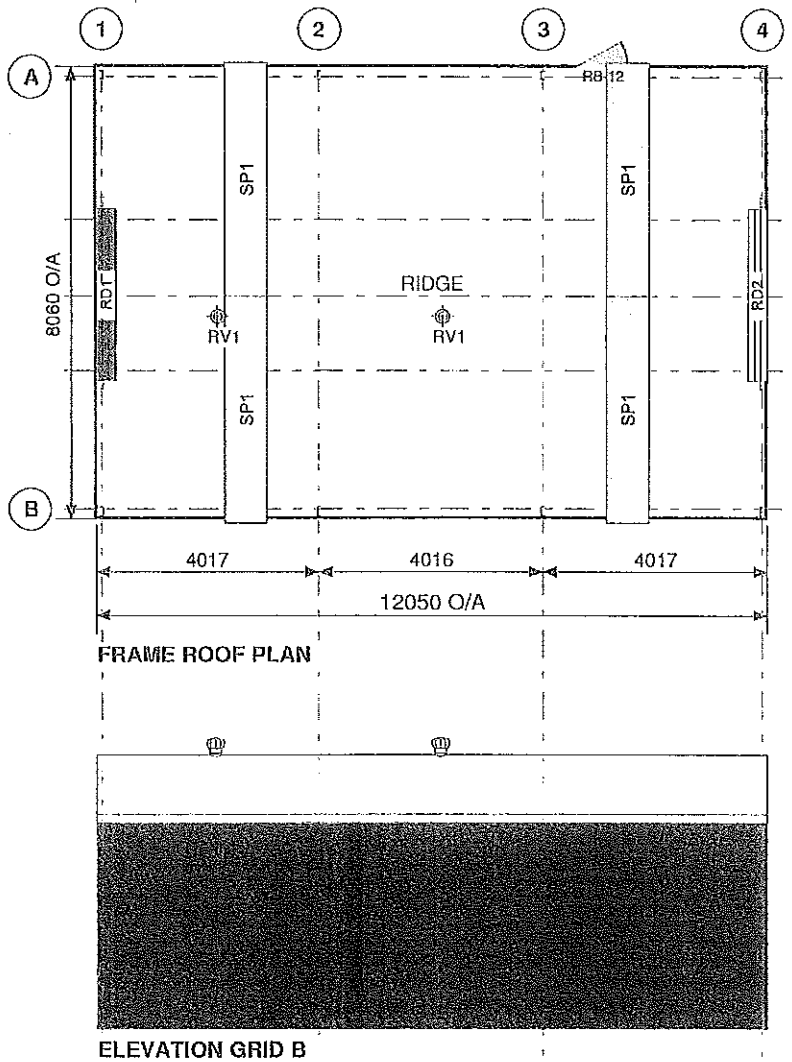 1
2
3
4
A
R8-12
SP1
SP1
8060 O/A
RD1
RIDGE
RD2
RV1
RV1
SP1
SP1
B
4017
4016
4017
12050 O/A
FRAME ROOF PLAN
ELEVATION GRID B